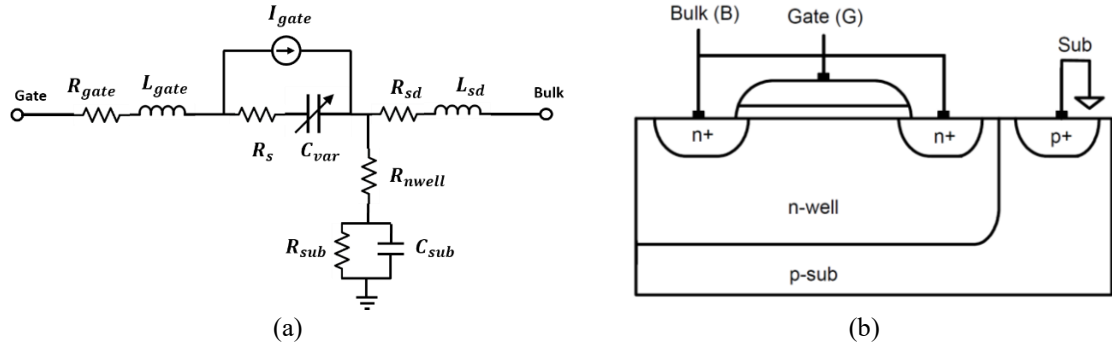 I_gate
R_gate
L_gate
R_sd
L_sd
Gate
Bulk
R_s
C_var
R_nwell
R_sub
C_sub
(a)
Bulk (B)
Gate (G)
Sub
n+
n+
p+
n-well
p-sub
(b)